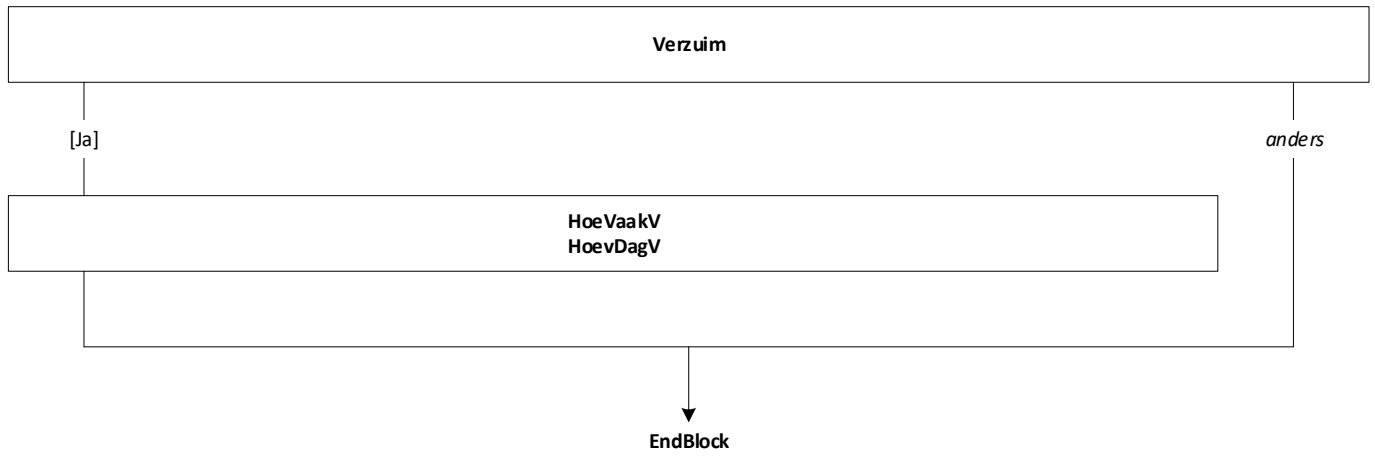 Verzuim
[Ja]
anders
HoeVaakV
HoevDagV
EndBlock